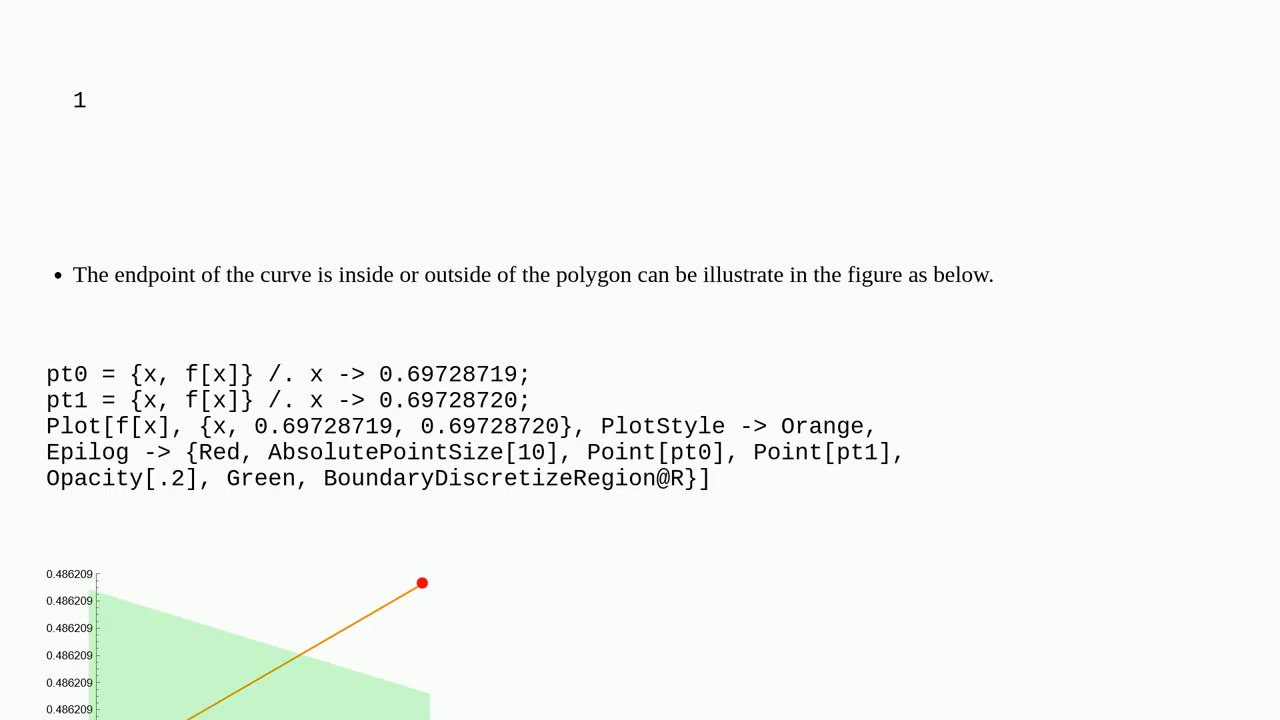 1
• The endpoint of the curve is inside or outside of the polygon can be illustrate in the figure as below.
pt0 = {x, f[x]} /. x -> 0.69728719;
pt1 = {x, f[x]} /. x -> 0.69728720;
Plot[f[x], {x, 0.69728719, 0.69728720}, PlotStyle -> Orange,
Epilog -> {Red, AbsolutePointSize[10], Point[pt0], Point[pt1],
Opacity[.2], Green, BoundaryDiscretizeRegion@R}]
0.486209
0.486209
0.486209
0.486209
0.486209
0.486209